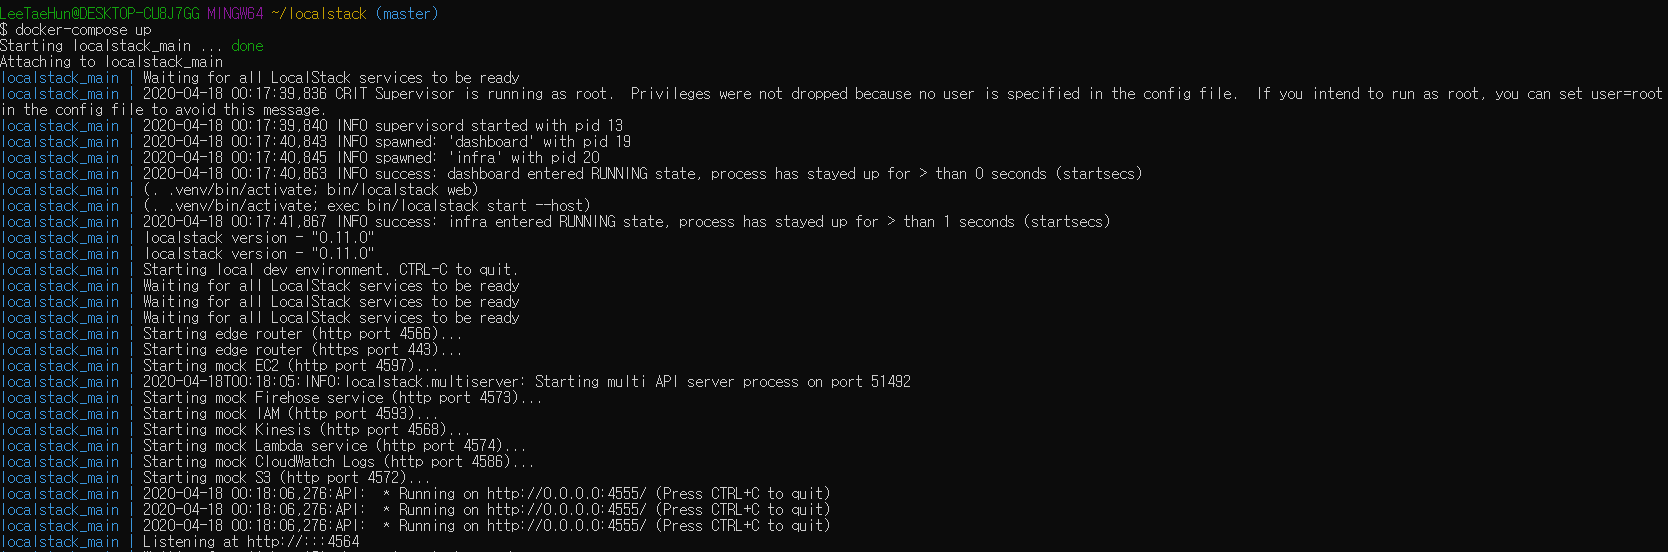 LeeTaeHun@DESKTOP-CU8J7GG MINGW64 ~/localstack (master)
$ docker-compose up
Starting localstack_main ... done
Attaching to localstack_main
localstack_main | Waiting for all LocalStack services to be ready
localstack_main | 2020-04-18 00:17:39,836 CRIT Supervisor is running as root.  Privileges were not dropped because no user is specified in the config file.  If you intend to run as root, you can set user=root
in the config file to avoid this message.
localstack_main | 2020-04-18 00:17:39,840 INFO supervisord started with pid 13
localstack_main | 2020-04-18 00:17:40,843 INFO spawned: 'dashboard' with pid 19
localstack_main | 2020-04-18 00:17:40,845 INFO spawned: 'infra' with pid 20
localstack_main | 2020-04-18 00:17:40,863 INFO success: dashboard entered RUNNING state, process has stayed up for > than 0 seconds (startsecs)
localstack_main | (. .venv/bin/activate; bin/localstack web)
localstack_main | (. .venv/bin/activate; exec bin/localstack start --host)
localstack_main | 2020-04-18 00:17:41,867 INFO success: infra entered RUNNING state, process has stayed up for > than 1 seconds (startsecs)
localstack_main | localstack version - "0.11.0"
localstack_main | localstack version - "0.11.0"
localstack_main | Starting local dev environment. CTRL-C to quit.
localstack_main | Waiting for all LocalStack services to be ready
localstack_main | Waiting for all LocalStack services to be ready
localstack_main | Waiting for all LocalStack services to be ready
localstack_main | Starting edge router (http port 4566)...
localstack_main | Starting edge router (https port 443)...
localstack_main | Starting mock EC2 (http port 4597)...
localstack_main | 2020-04-18T00:18:05:INFO:localstack.multiserver: Starting multi API server process on port 51492
localstack_main | Starting mock Firehose service (http port 4573)...
localstack_main | Starting mock IAM (http port 4593)...
localstack_main | Starting mock Kinesis (http port 4568)...
localstack_main | Starting mock Lambda service (http port 4574)...
localstack_main | Starting mock CloudWatch Logs (http port 4586)...
localstack_main | Starting mock S3 (http port 4572)...
localstack_main | 2020-04-18 00:18:06,276:API:  * Running on http://0.0.0.0:4555/ (Press CTRL+C to quit)
localstack_main | 2020-04-18 00:18:06,276:API:  * Running on http://0.0.0.0:4555/ (Press CTRL+C to quit)
localstack_main | 2020-04-18 00:18:06,276:API:  * Running on http://0.0.0.0:4555/ (Press CTRL+C to quit)
localstack_main | Listening at http://:::4564